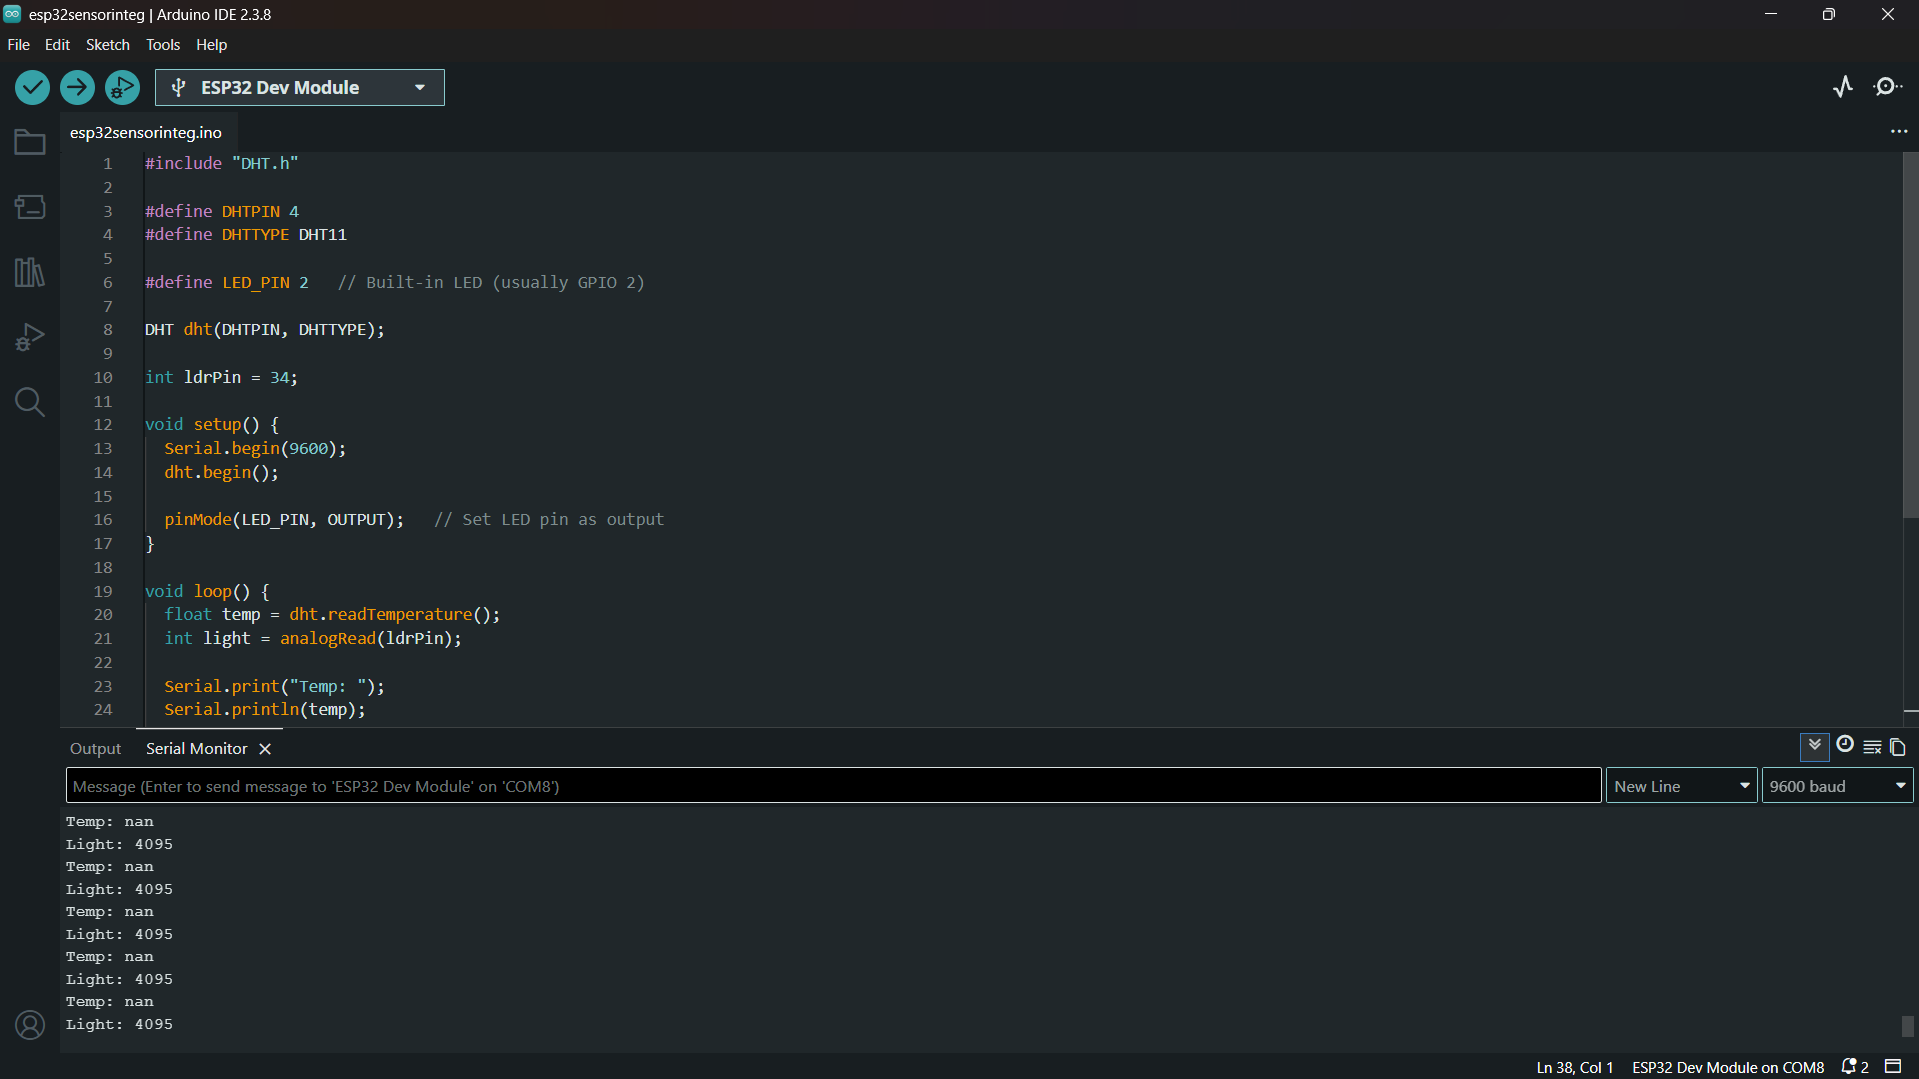 esp32sensorinteg | Arduino IDE 2.3.8
File Edit Sketch Tools Help
ESP32 Dev Module
esp32sensorinteg.ino
1 #include "DHT.h"
2
3 #define DHTPIN 4
4 #define DHTTYPE DHT11
5
6 #define LED_PIN 2   // Built-in LED (usually GPIO 2)
7
8 DHT dht(DHTPIN, DHTTYPE);
9
10 int ldrPin = 34;
11
12 void setup() {
13   Serial.begin(9600);
14   dht.begin();
15
16   pinMode(LED_PIN, OUTPUT);   // Set LED pin as output
17 }
18
19 void loop() {
20   float temp = dht.readTemperature();
21   int light = analogRead(ldrPin);
22
23   Serial.print("Temp: ");
24   Serial.println(temp);
Output Serial Monitor
Message (Enter to send message to 'ESP32 Dev Module' on 'COM8') New Line 9600 baud
Temp: nan
Light: 4095
Temp: nan
Light: 4095
Temp: nan
Light: 4095
Temp: nan
Light: 4095
Temp: nan
Light: 4095
Ln 38, Col 1 ESP32 Dev Module on COM8 2